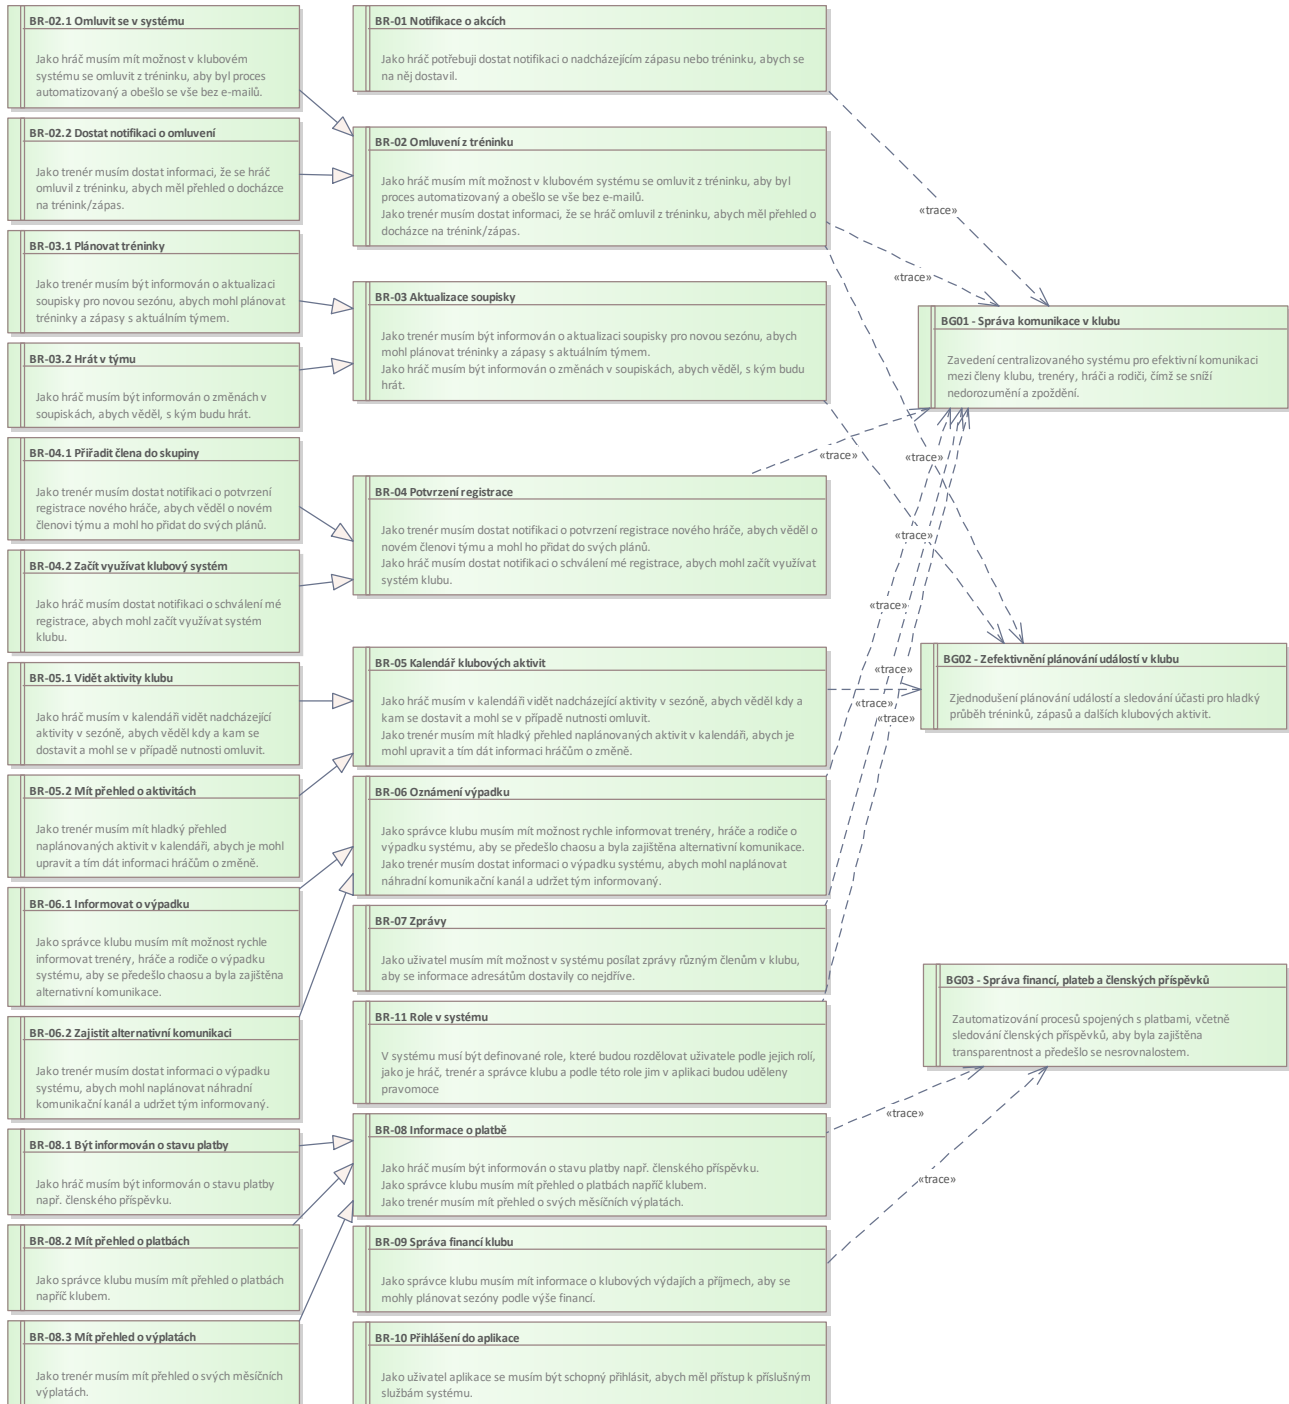 BR-02.1 Omluvit se v systému
Jako hráč musím mít možnost v klubovém
systému se omluvit z tréninku, aby byl proces
automatizovaný a obešlo se vše bez e-mailů.
BR-02.2 Dostat notifikaci o omluvení
Jako trenér musím dostat informaci, že se hráč
omluvil z tréninku, abych měl přehled o docházce
na trénink/zápas.
BR-03.1 Plánovat tréninky
Jako trenér musím být informován o aktualizaci
soupisky pro novou sezónu, abych mohl plánovat
tréninky a zápasy s aktuálním týmem.
BR-03.2 Hrát v týmu
Jako hráč musím být informován o změnách v
soupiskách, abych věděl, s kým budu hrát.
BR-04.1 Přiřadit člena do skupiny
Jako trenér musím dostat notifikaci o potvrzení
registrace nového hráče, abych věděl o novém
členovi týmu a mohl ho přidat do svých plánů.
BR-04.2 Začít využívat klubový systém
Jako hráč musím dostat notifikaci o schválení mé
registrace, abych mohl začít využívat systém
klubu.
BR-05.1 Vidět aktivity klubu
Jako hráč musím v kalendáři vidět nadcházející
aktivity v sezóně, abych věděl kdy a kam se
dostavit a mohl se v případě nutnosti omluvit.
BR-05.2 Mít přehled o aktivitách
Jako trenér musím mít hladký přehled
naplánovaných aktivit v kalendáři, abych je mohl
upravit a tím dát informaci hráčům o změně.
BR-06.1 Informovat o výpadku
Jako správce klubu musím mít možnost rychle
informovat trenéry, hráče a rodiče o výpadku
systému, aby se předešlo chaosu a byla zajištěna
alternativní komunikace.
BR-06.2 Zajistit alternativní komunikaci
Jako trenér musím dostat informaci o výpadku
systému, abych mohl naplánovat náhradní
komunikační kanál a udržet tým informovaný.
BR-08.1 Být informován o stavu platby
Jako hráč musím být informován o stavu platby
např. členského příspěvku.
BR-08.2 Mít přehled o platbách
Jako správce klubu musím mít přehled o platbách
napříč klubem.
BR-08.3 Mít přehled o výplatách
Jako trenér musím mít přehled o svých měsíčních
výplatách.
BR-01 Notifikace o akcích
Jako hráč potřebuji dostat notifikaci o nadcházejícím zápasu nebo tréninku, abych se
na něj dostavil.
BR-02 Omluvení z tréninku
Jako hráč musím mít možnost v klubovém systému se omluvit z tréninku, aby byl
proces automatizovaný a obešlo se vše bez e-mailů.
Jako trenér musím dostat informaci, že se hráč omluvil z tréninku, abych měl přehled o
docházce na trénink/zápas.
BR-03 Aktualizace soupisky
Jako trenér musím být informován o aktualizaci soupisky pro novou sezónu, abych
mohl plánovat tréninky a zápasy s aktuálním týmem.
Jako hráč musím být informován o změnách v soupiskách, abych věděl, s kým budu
hrát.
BR-04 Potvrzení registrace
Jako trenér musím dostat notifikaci o potvrzení registrace nového hráče, abych věděl o
novém členovi týmu a mohl ho přidat do svých plánů.
Jako hráč musím dostat notifikaci o schválení mé registrace, abych mohl začít využívat
systém klubu.
BR-05 Kalendář klubových aktivit
Jako hráč musím v kalendáři vidět nadcházející aktivity v sezóně, abych věděl kdy a
kam se dostavit a mohl se v případě nutnosti omluvit.
Jako trenér musím mít hladký přehled naplánovaných aktivit v kalendáři, abych je
mohl upravit a tím dát informaci hráčům o změně.
BR-06 Oznámení výpadku
Jako správce klubu musím mít možnost rychle informovat trenéry, hráče a rodiče o
výpadku systému, aby se předešlo chaosu a byla zajištěna alternativní komunikace.
Jako trenér musím dostat informaci o výpadku systému, abych mohl naplánovat
náhradní komunikační kanál a udržet tým informovaný.
BR-07 Zprávy
Jako uživatel musím mít možnost v systému posílat zprávy různým členům v klubu,
aby se informace adresátům dostavily co nejdříve.
BR-11 Role v systému
V systému musí být definované role, které budou rozdělovat uživatele podle jejich rolí,
jako je hráč, trenér a správce klubu a podle této role jim v aplikaci budou uděleny
pravomoce
BR-08 Informace o platbě
Jako hráč musím být informován o stavu platby např. členského příspěvku.
Jako správce klubu musím mít přehled o platbách napříč klubem.
Jako trenér musím mít přehled o svých měsíčních výplatách.
BR-09 Správa financí klubu
Jako správce klubu musím mít informace o klubových výdajích a příjmech, aby se
mohly plánovat sezóny podle výše financí.
BR-10 Přihlášení do aplikace
Jako uživatel aplikace se musím být schopný přihlásit, abych měl přístup k příslušným
službám systému.
«trace»
«trace»
«trace»
«trace»
«trace»
«trace»
«trace»
«trace»
«trace»
«trace»
«trace»
BG01 - Správa komunikace v klubu
Zavedení centralizovaného systému pro efektivní komunikaci
mezi členy klubu, trenéry, hráči a rodiči, čímž se sníží
nedorozumění a zpoždění.
BG02 - Zefektivnění plánování událostí v klubu
Zjednodušení plánování událostí a sledování účasti pro hladký
průběh tréninků, zápasů a dalších klubových aktivit.
BG03 - Správa financí, plateb a členských příspěvků
Zautomatizování procesů spojených s platbami, včetně
sledování členských příspěvků, aby byla zajištěna
transparentnost a předešlo se nesrovnalostem.